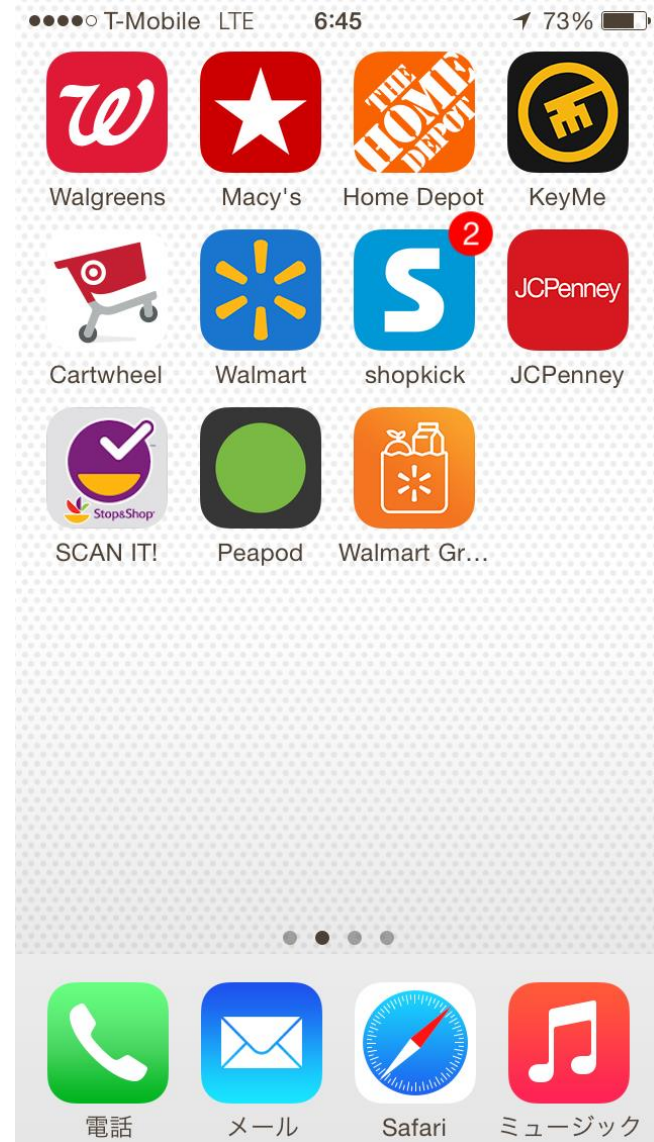 T-Mobile LTE 6:45 73%
W
THE HOME DEPOT
Walgreens Macy's Home Depot KeyMe
S 2 JCPenney
Cartwheel Walmart shopkick JCPenney
Stop&Shop
SCAN IT! Peapod Walmart Gr...
電話 メール Safari ミュージック